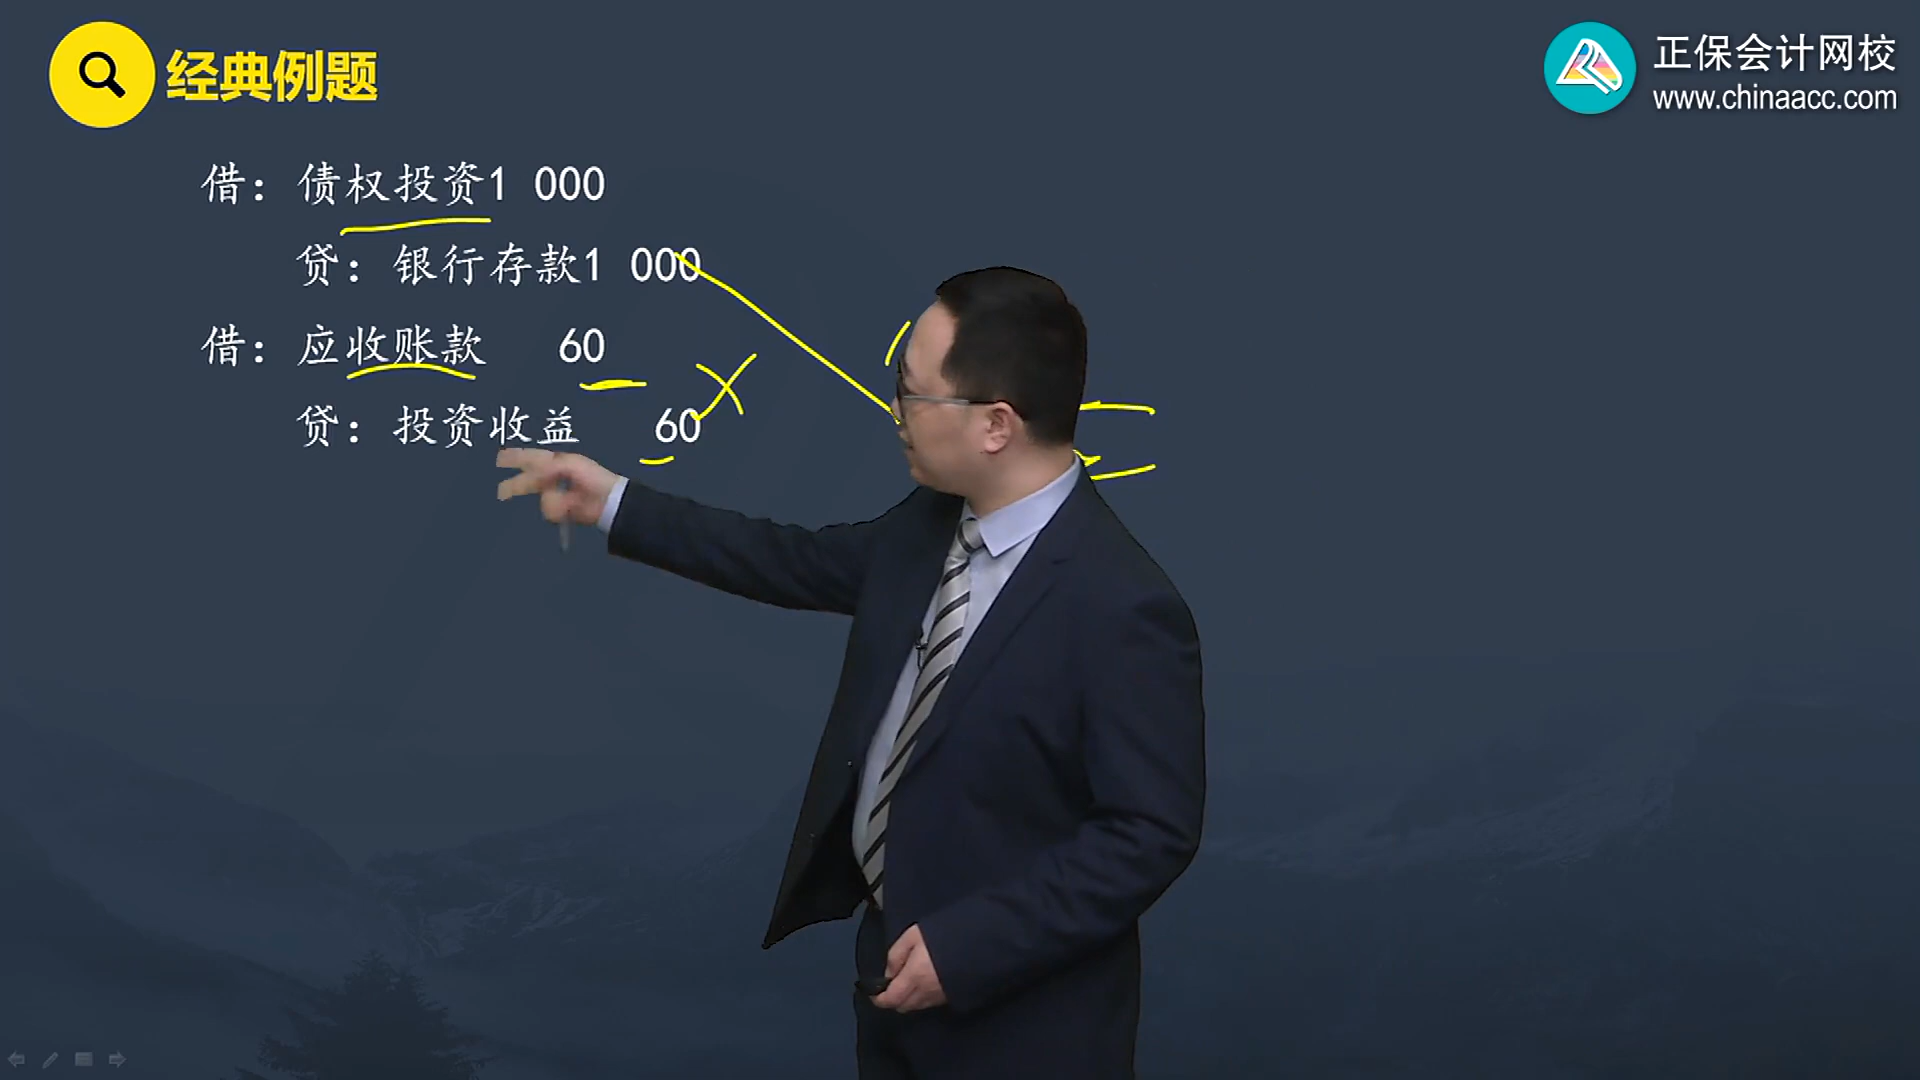 经典例题
正保会计网校
www.chinaacc.com
借：债权投资1 000
贷：银行存款1 000
借：应收账款 60
贷：投资收益 60